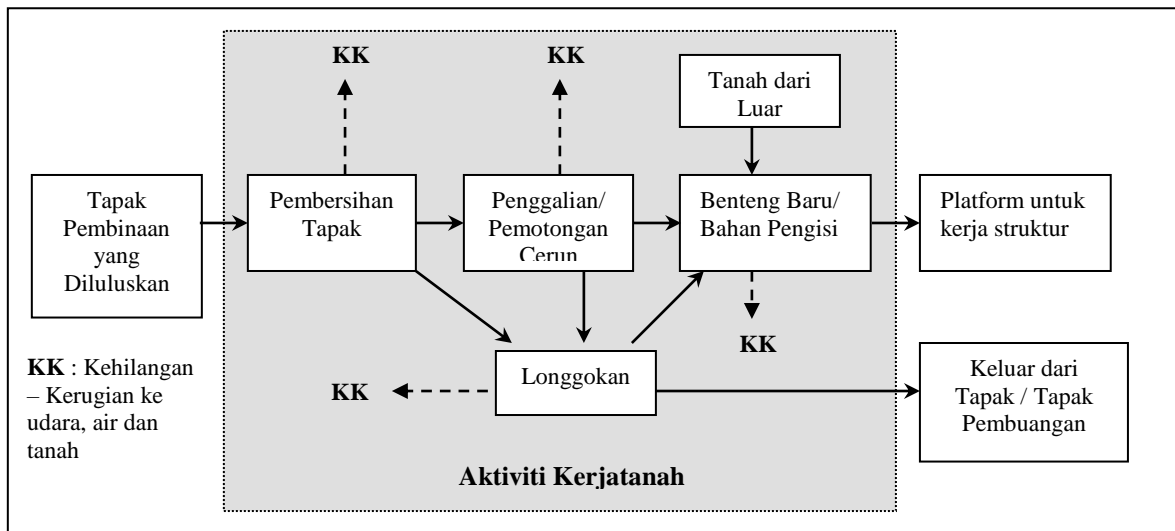 KK
KK
Tanah dari
Luar
Tapak
Pembinaan
yang
Diluluskan
Pembersihan
Tapak
Penggalian/
Pemotongan
Cerun
Benteng Baru/
Bahan Pengisi
Platform untuk
kerja struktur
KK : Kehilangan
– Kerugian ke
udara, air dan
tanah
KK
Longgokan
KK
Keluar dari
Tapak / Tapak
Pembuangan
Aktiviti Kerjatanah